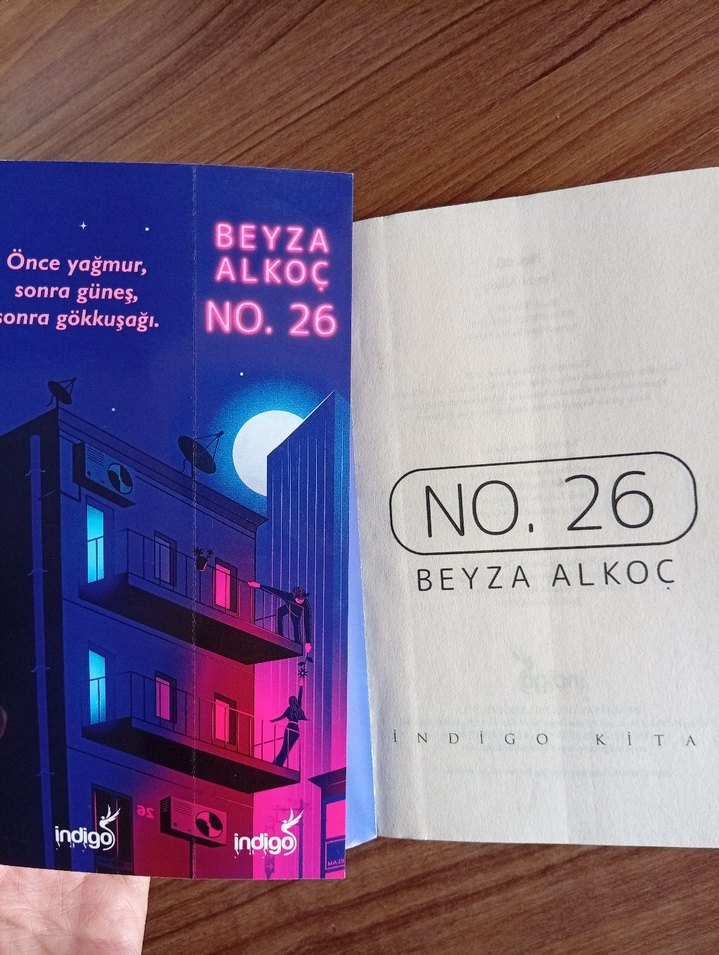 Önce yağmur,
sonra güneş,
sonra gökkuşağı.
BEYZA
ALKOÇ
NO. 26
26
indigo
indigo
NO. 26
BEYZA ALKOÇ
İNDİGO KİTA